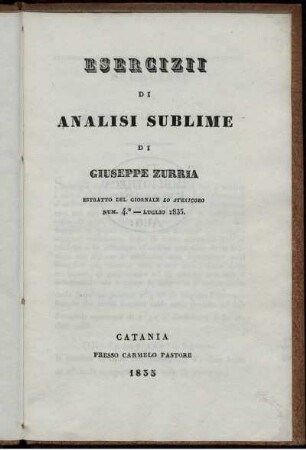 ESERCIZII
DI
ANALISI SUBLIME
DI
GIUSEPPE ZURRIA
ESTRATTO DEL GIORNALE LO STESICORO
NUM. 4.° — LUGLIO 1835.
CATANIA
PRESSO CARMELO PASTORE
1835